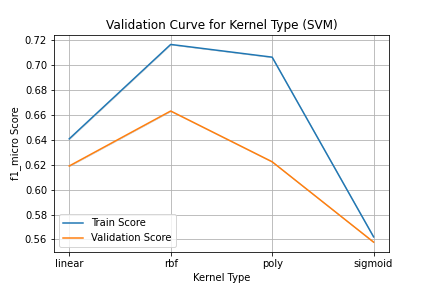 Validation Curve for Kernel Type (SVM)
f1_micro Score
0.72
0.70
0.68
0.66
0.64
0.62
0.60
0.58
0.56
Train Score
Validation Score
linear rbf poly sigmoid
Kernel Type